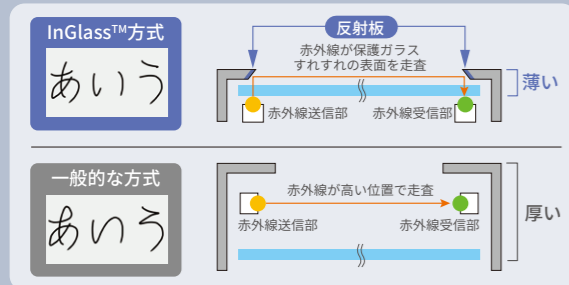 InGlass™方式
あいう
反射板
赤外線が保護ガラス
すれすれの表面を走査
赤外線送信部
赤外線受信部
薄い
一般的な方式
あいう
赤外線が高い位置で走査
赤外線送信部
赤外線受信部
厚い